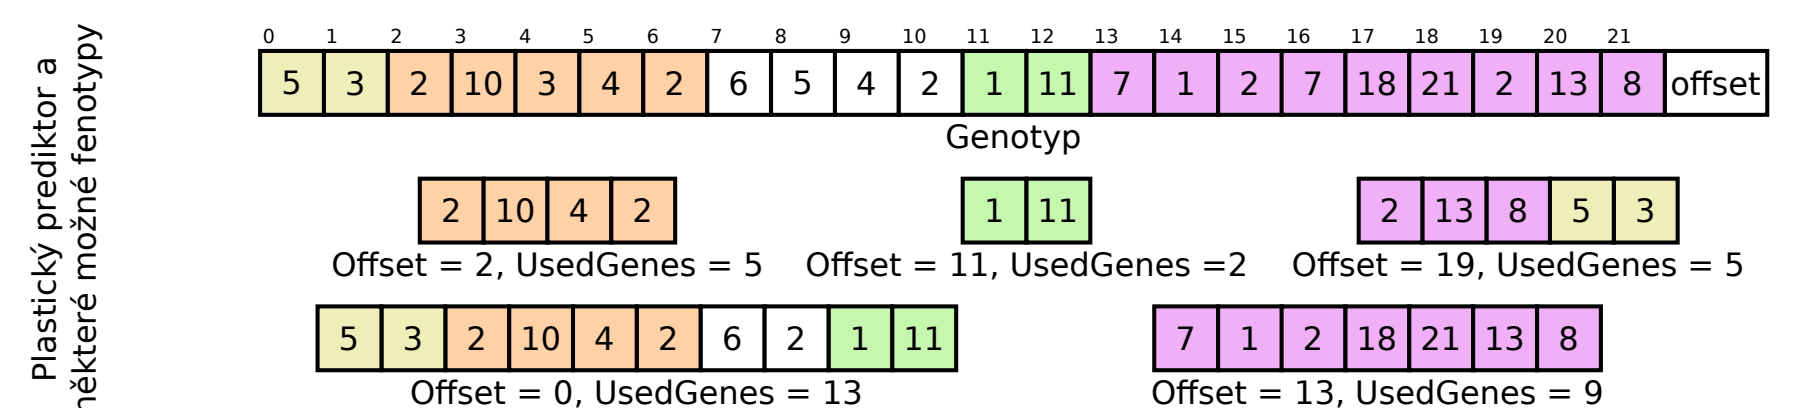 Plastický prediktor a
některé možné fenotypy
0 1 2 3 4 5 6 7 8 9 10 11 12 13 14 15 16 17 18 19 20 21
5 3 2 10 3 4 2 6 5 4 2 1 11 7 1 2 7 18 21 2 13 8 offset
Genotyp
2 10 4 2 1 11 2 13 8 5 3
Offset = 2, UsedGenes = 5 Offset = 11, UsedGenes =2 Offset = 19, UsedGenes = 5
5 3 2 10 4 2 6 2 1 11 7 1 2 18 21 13 8
Offset = 0, UsedGenes = 13 Offset = 13, UsedGenes = 9